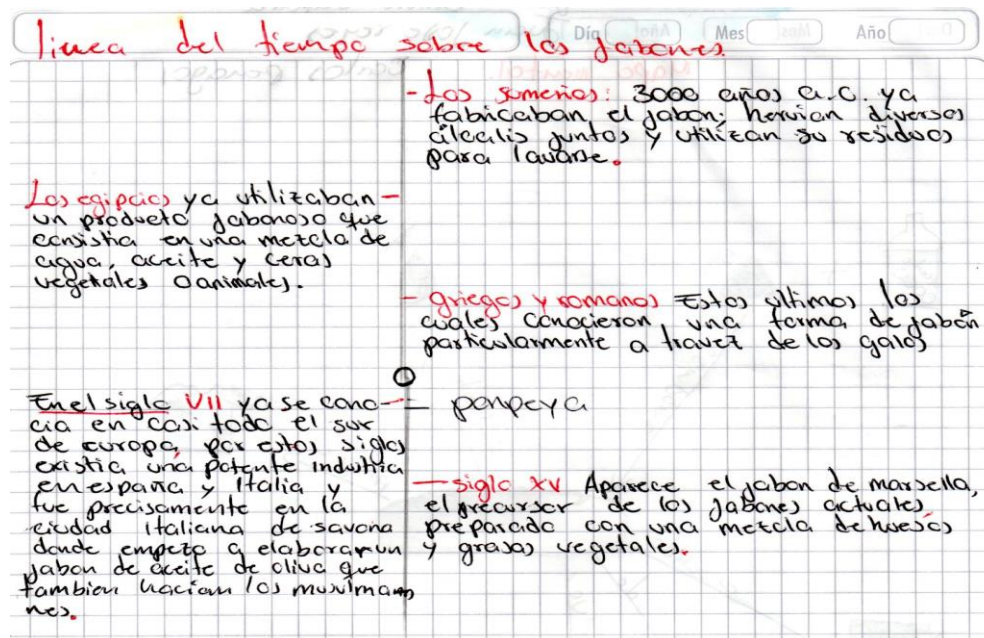 linea del tiempo sobre los jabones.
Día Mes Año
- Los sumerios: 3000 años a.c. ya
fabricaban el jabon; hervian diversos
álcalis juntos y utilizan su residuos
para lavarse.
Los egipcios ya utilizaban -
un producto jabonoso que
consistia en una mezcla de
agua, aceite y ceras
vegetales o animales.
- griegos y romanos Estos ultimos los
cuales conocieron una forma de jabón
particularmente a travez de los galos
En el siglo VII ya se cono-
cia en casi todo el sur
de europa, por estos siglos
existia una potente industria
en españa y Italia y
fue precisamente en la
ciudad italiana de savona
donde empezo a elaborar un
jabon de aceite de oliva que
tambien hacian los musulman
nes.
- ponpeya
- siglo XV Aparece el jabon de marsella,
el precursor de los jabones actuales
preparado con una mezcla de huesos
y grasas vegetales.